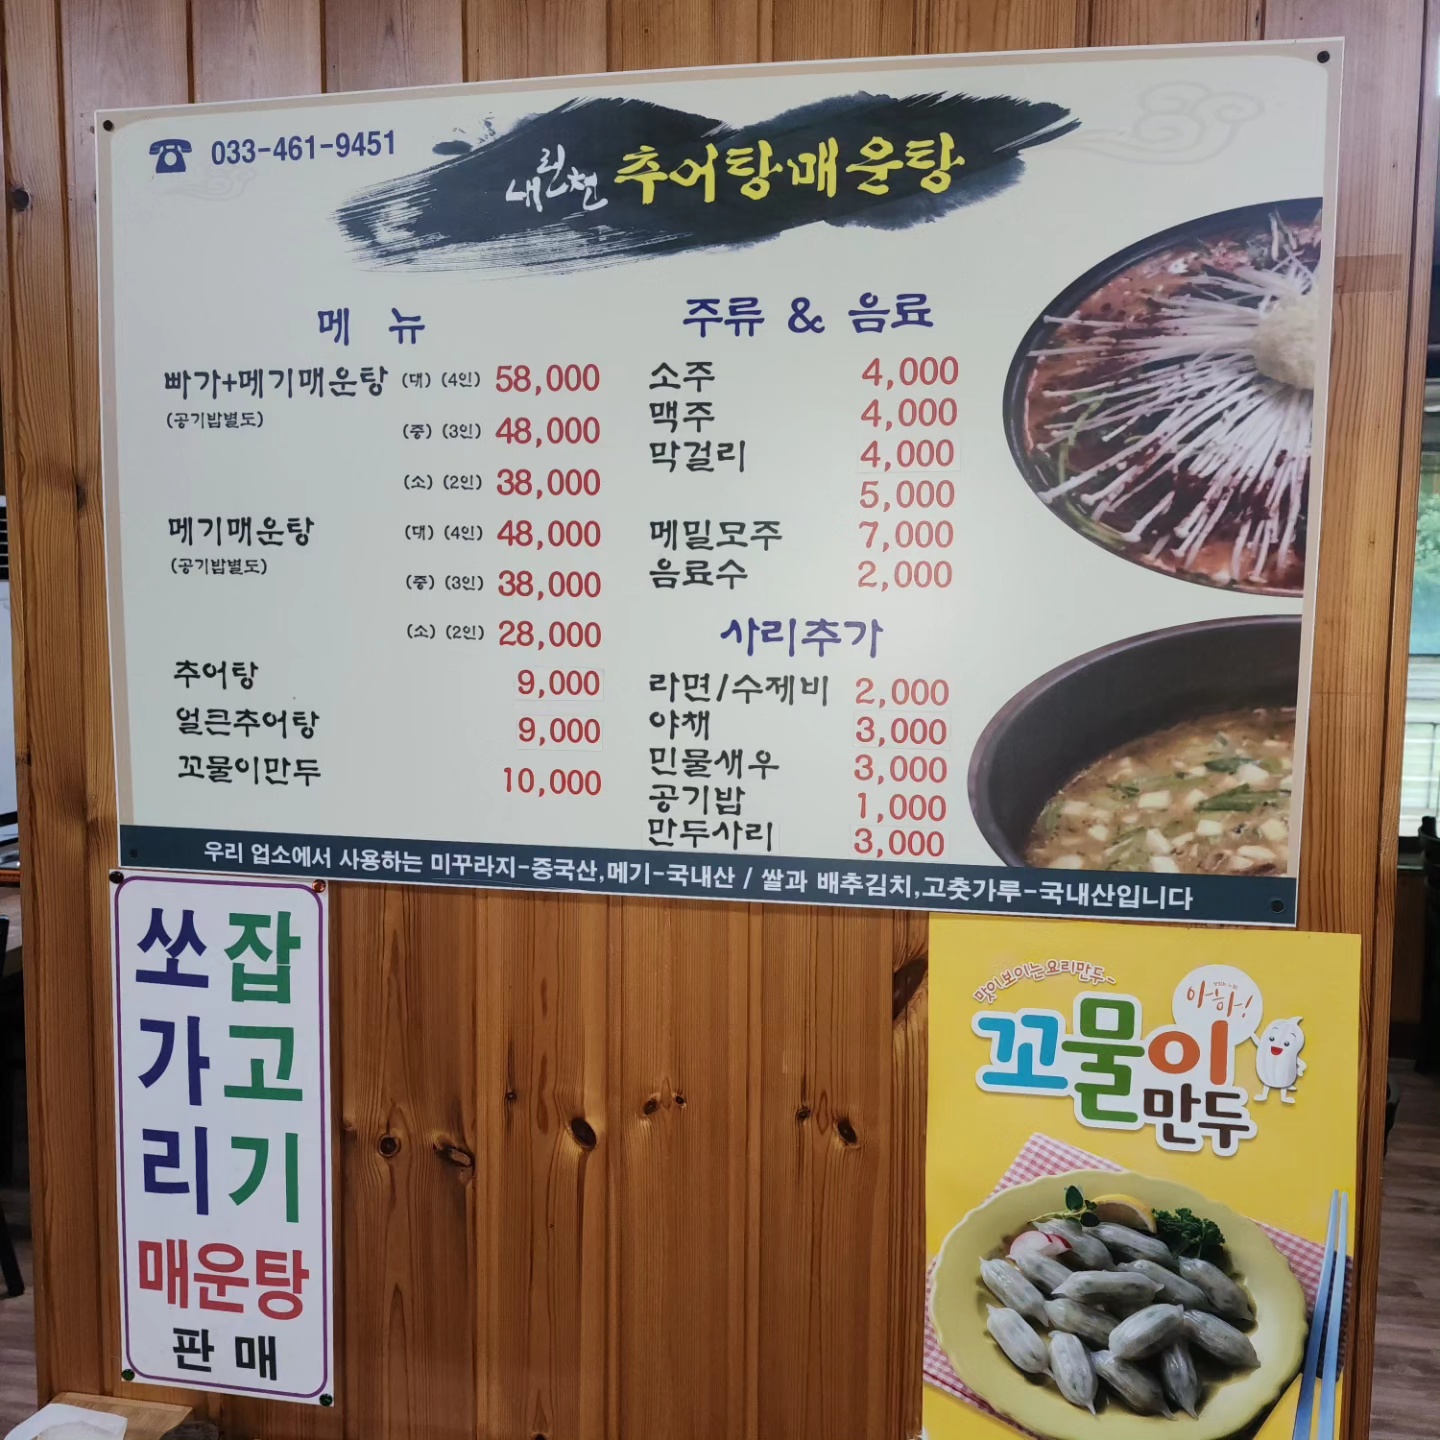 033-461-9451
내린천 추어탕매운탕
메 뉴
빠가+메기매운탕 (대) (4인) 58,000
(공기밥별도)
(중) (3인) 48,000
(소) (2인) 38,000
메기매운탕 (대) (4인) 48,000
(공기밥별도)
(중) (3인) 38,000
(소) (2인) 28,000
추어탕 9,000
얼큰추어탕 9,000
꼬물이만두 10,000
주류 & 음료
소주 4,000
맥주 4,000
막걸리 4,000
5,000
메밀모주 7,000
음료수 2,000
사리추가
라면/수제비 2,000
야채 3,000
민물새우 3,000
공기밥 1,000
만두사리 3,000
우리 업소에서 사용하는 미꾸라지-중국산,메기-국내산 / 쌀과 배추김치,고춧가루-국내산입니다
쏘가리
잡고기
매운탕
판매
맛이 보이는 요리만두~
아하!
꼬물이
만두